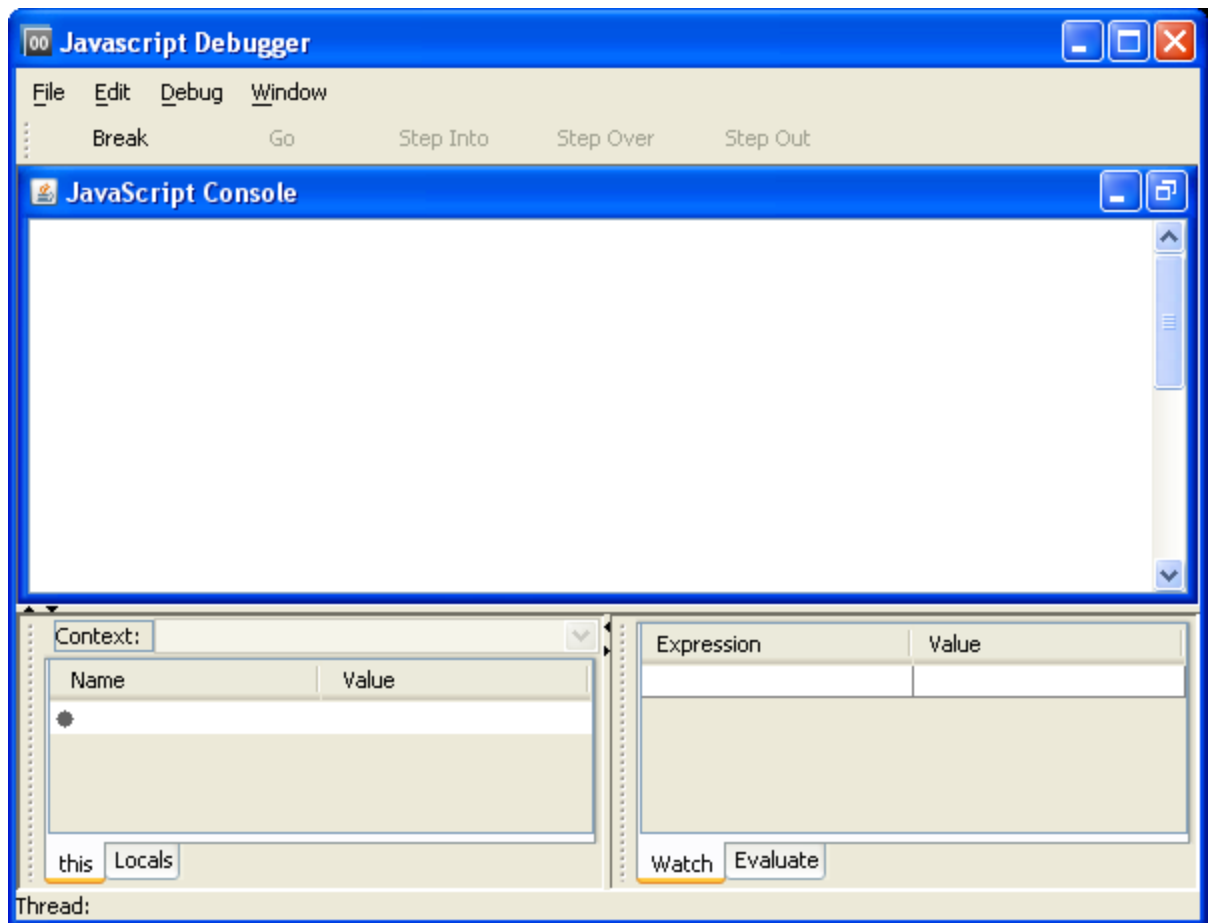 Javascript Debugger
File Edit Debug Window
Break Go Step Into Step Over Step Out
JavaScript Console
Context:
Name Value
this Locals
Expression Value
Watch Evaluate
Thread: